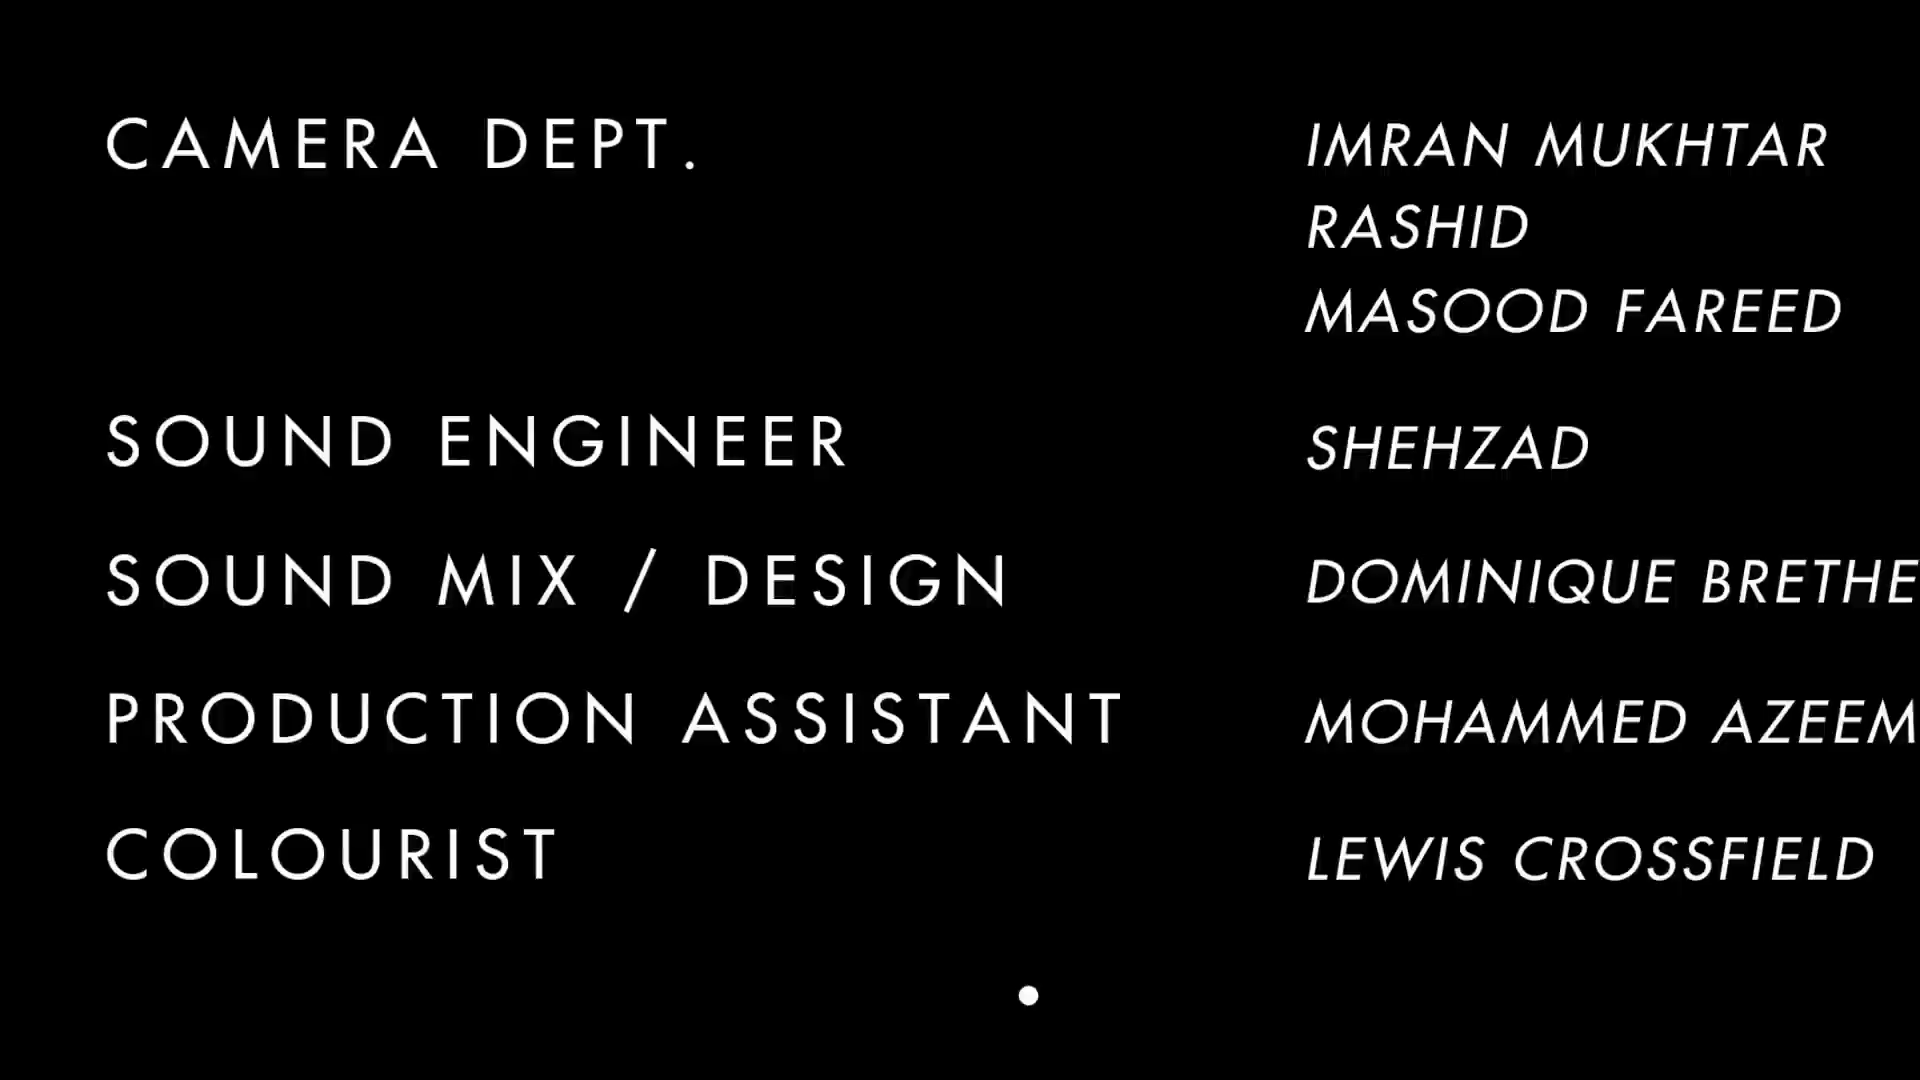 CAMERA DEPT. IMRAN MUKHTAR
RASHID
MASOOD FAREED
SOUND ENGINEER SHEHZAD
SOUND MIX / DESIGN DOMINIQUE BRETHE
PRODUCTION ASSISTANT MOHAMMED AZEEM
COLOURIST LEWIS CROSSFIELD